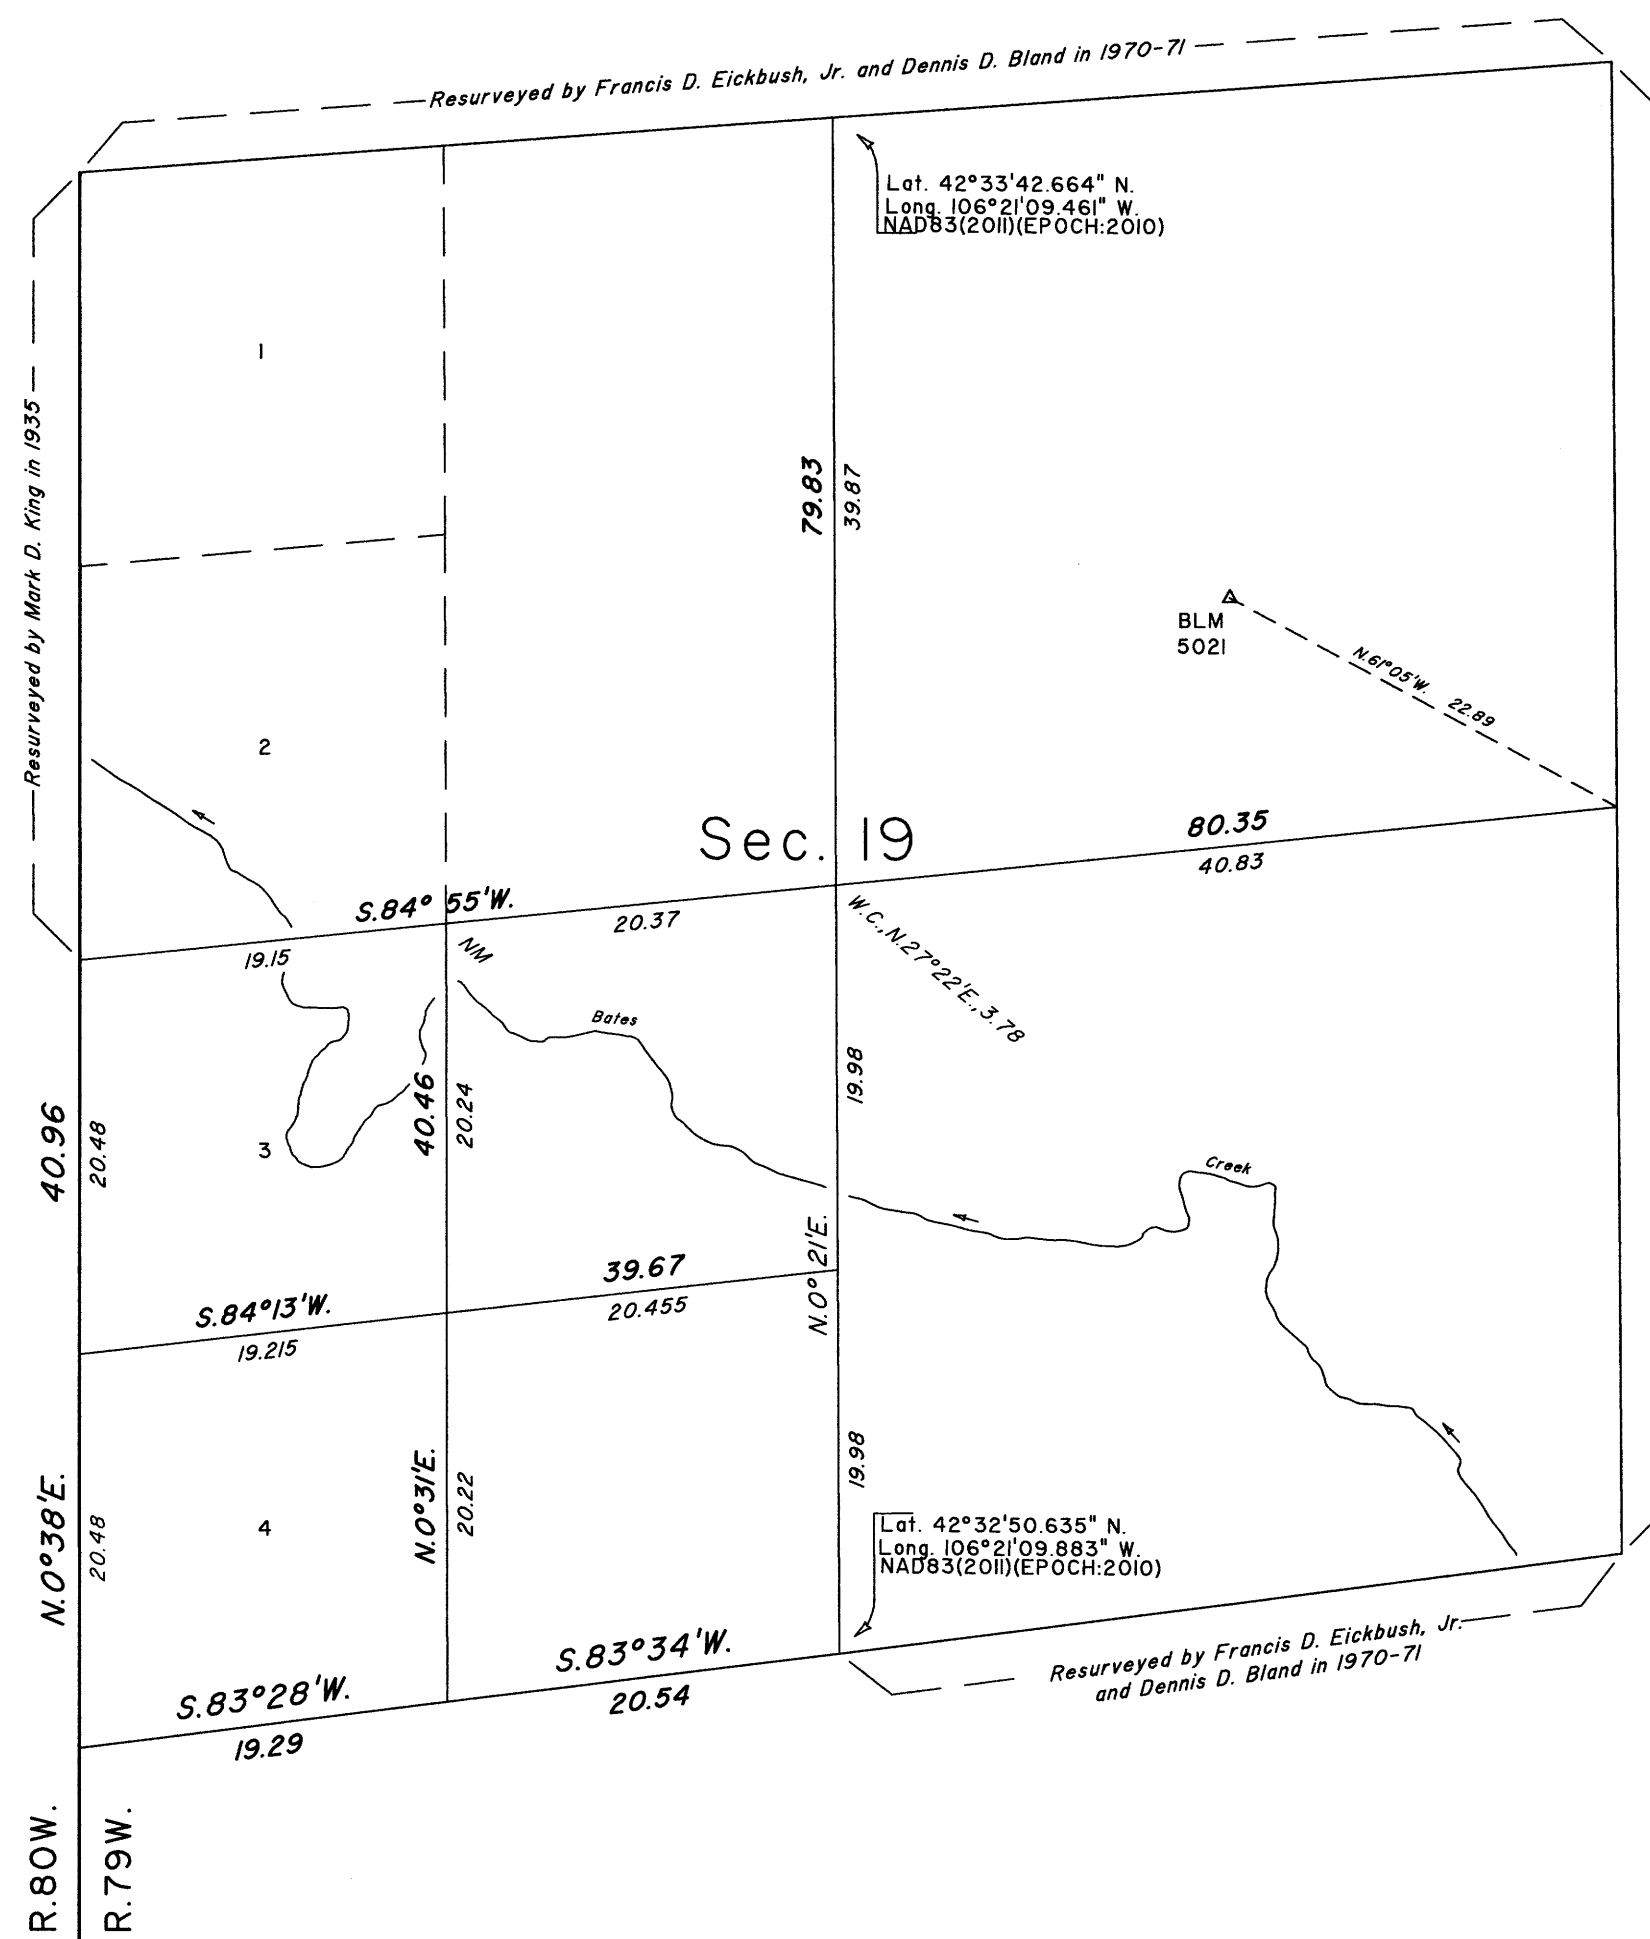 Resurveyed by Francis D. Eickbush, Jr. and Dennis D. Bland in 1970-71
Lat. 42°33'42.664" N.
Long. 106°21'09.461" W.
NAD83(2011)(EPOCH:2010)
Resurveyed by Mark D. King in 1935
1
79.83
39.87
BLM
5021
N.61°05'W. 22.89
2
Sec. 19
80.35
40.83
S.84° 55'W.
20.37
19.15
NM
W.C., N.27°22'E., 3.78
Bates
40.96
20.48
3
40.46
20.24
19.98
Creek
N.0° 21'E.
39.67
20.455
S.84°13'W.
19.215
N.0°38'E.
20.48
4
N.0°31'E.
20.22
19.98
Lat. 42°32'50.635" N.
Long. 106°21'09.883" W.
NAD83(2011)(EPOCH:2010)
S.83°34'W.
20.54
S.83°28'W.
19.29
Resurveyed by Francis D. Eickbush, Jr.
and Dennis D. Bland in 1970-71
R.80W.
R.79W.